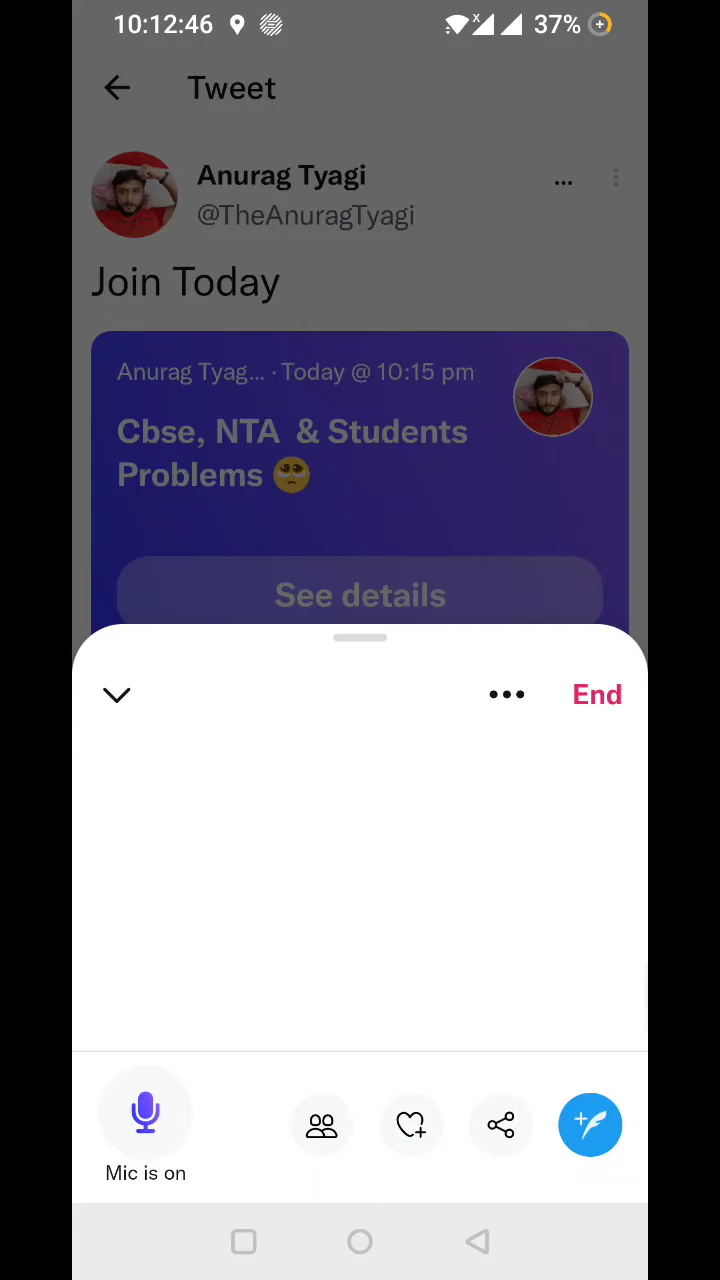 10:12:46
37%
Tweet
Anurag Tyagi
@TheAnuragTyagi
Join Today
Anurag Tyag... · Today @ 10:15 pm
Cbse, NTA & Students
Problems 🥺
See details
End
Mic is on